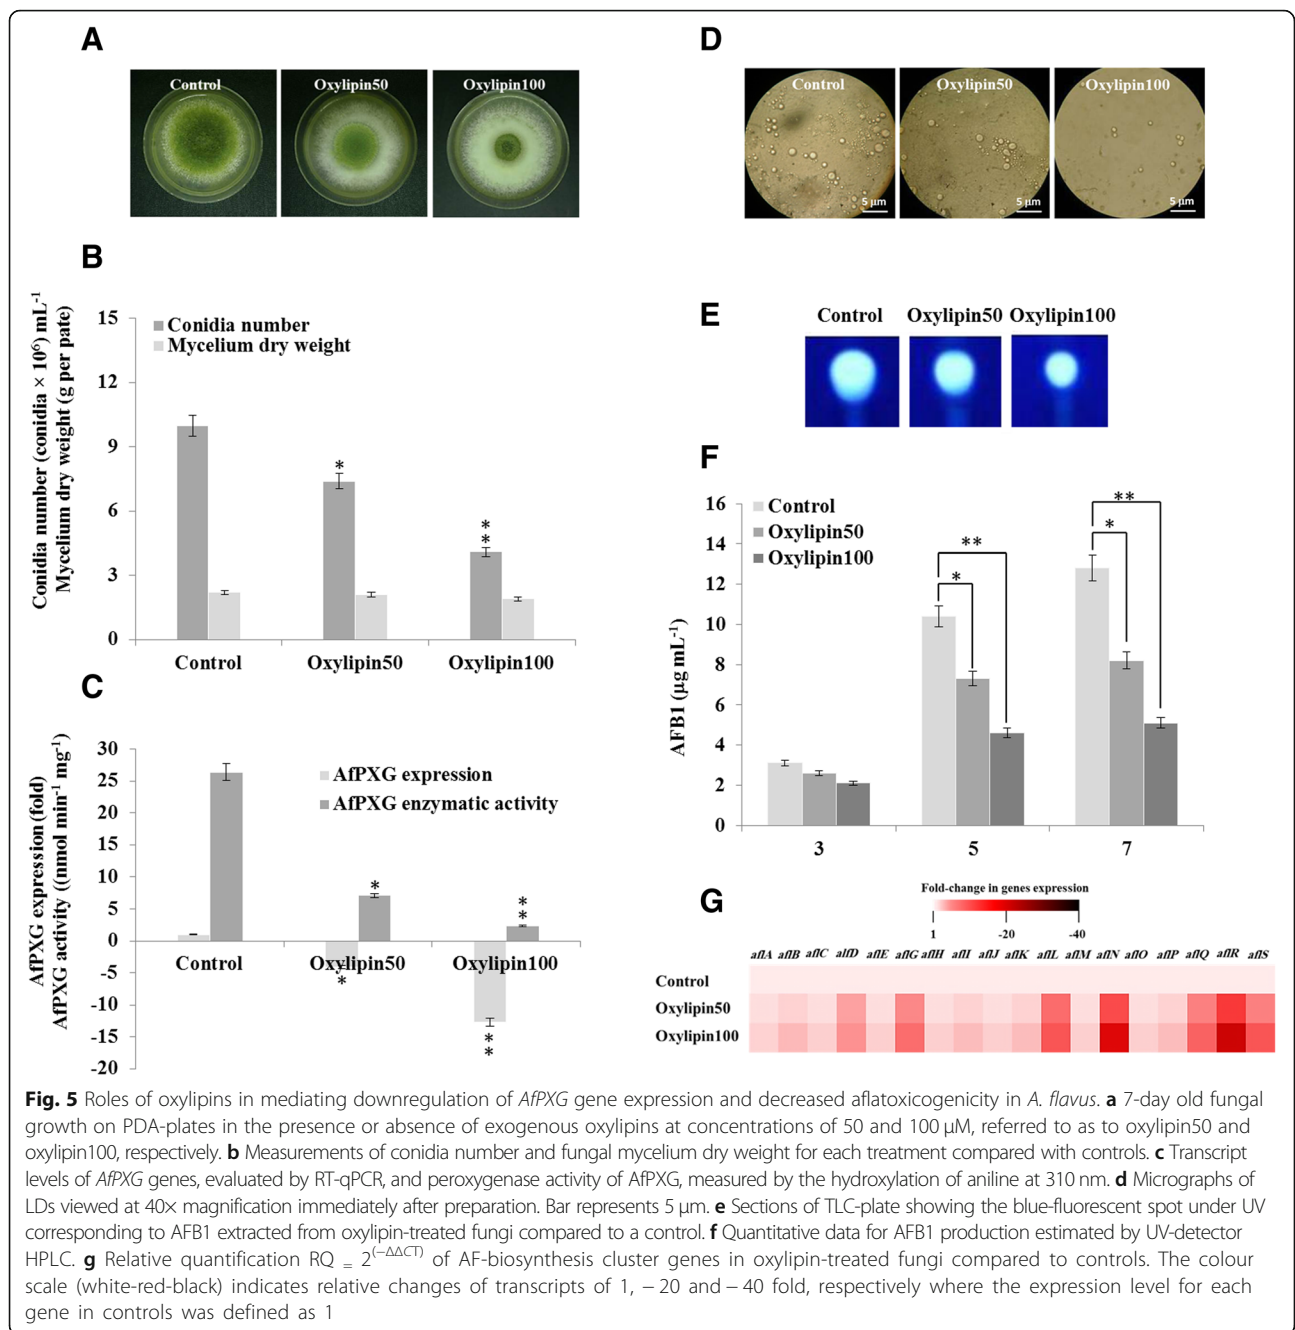 A
Control
Oxylipin50
Oxylipin100
B
Conidia number (conidia × 10⁶) mL⁻¹
Mycelium dry weight (g per pate)
15
12
9
6
3
0
Conidia number
Mycelium dry weight
*
*
*
Control
Oxylipin50
Oxylipin100
C
AfPXG expression (fold)
AfPXG activity ((nmol min⁻¹ mg⁻¹)
30
25
20
15
10
5
0
-5
-10
-15
-20
AfPXG expression
AfPXG enzymatic activity
*
*
*
Control
Oxylipin50
Oxylipin100
*
*
*
D
Control
Oxylipin50
Oxylipin100
5 µm
5 µm
5 µm
E
Control
Oxylipin50
Oxylipin100
F
AFB1 (µg mL⁻¹)
16
14
12
10
8
6
4
2
0
Control
Oxylipin50
Oxylipin100
**
*
**
*
3
5
7
G
Fold-change in genes expression
1 -20 -40
aflA aflB aflC alfD aflE aflG aflH aflI aflJ aflK aflL aflM aflN aflO aflP aflQ aflR aflS
Control
Oxylipin50
Oxylipin100
Fig. 5 Roles of oxylipins in mediating downregulation of AfPXG gene expression and decreased aflatoxicogenicity in A. flavus. a 7-day old fungal
growth on PDA-plates in the presence or absence of exogenous oxylipins at concentrations of 50 and 100 µM, referred to as to oxylipin50 and
oxylipin100, respectively. b Measurements of conidia number and fungal mycelium dry weight for each treatment compared with controls. c Transcript
levels of AfPXG genes, evaluated by RT-qPCR, and peroxygenase activity of AfPXG, measured by the hydroxylation of aniline at 310 nm. d Micrographs of
LDs viewed at 40× magnification immediately after preparation. Bar represents 5 µm. e Sections of TLC-plate showing the blue-fluorescent spot under UV
corresponding to AFB1 extracted from oxylipin-treated fungi compared to a control. f Quantitative data for AFB1 production estimated by UV-detector
HPLC. g Relative quantification RQ = 2^(−ΔΔCT) of AF-biosynthesis cluster genes in oxylipin-treated fungi compared to controls. The colour
scale (white-red-black) indicates relative changes of transcripts of 1, − 20 and − 40 fold, respectively where the expression level for each
gene in controls was defined as 1